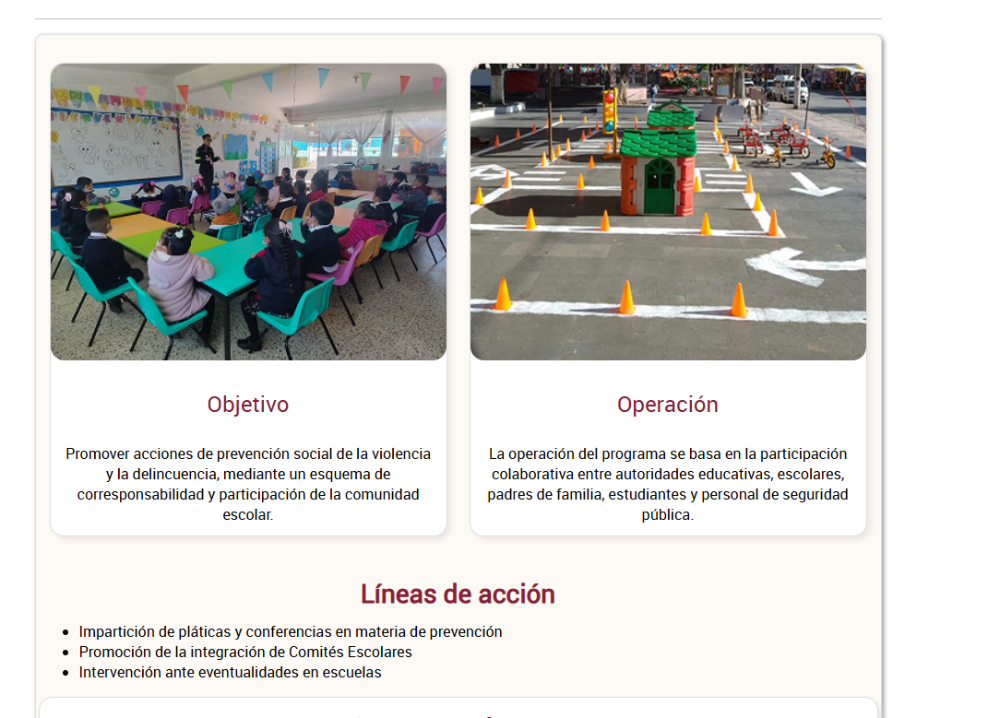 Objetivo
Promover acciones de prevención social de la violencia
y la delincuencia, mediante un esquema de
corresponsabilidad y participación de la comunidad
escolar.
Operación
La operación del programa se basa en la participación
colaborativa entre autoridades educativas, escolares,
padres de familia, estudiantes y personal de seguridad
pública.
Líneas de acción
Impartición de pláticas y conferencias en materia de prevención
Promoción de la integración de Comités Escolares
Intervención ante eventualidades en escuelas